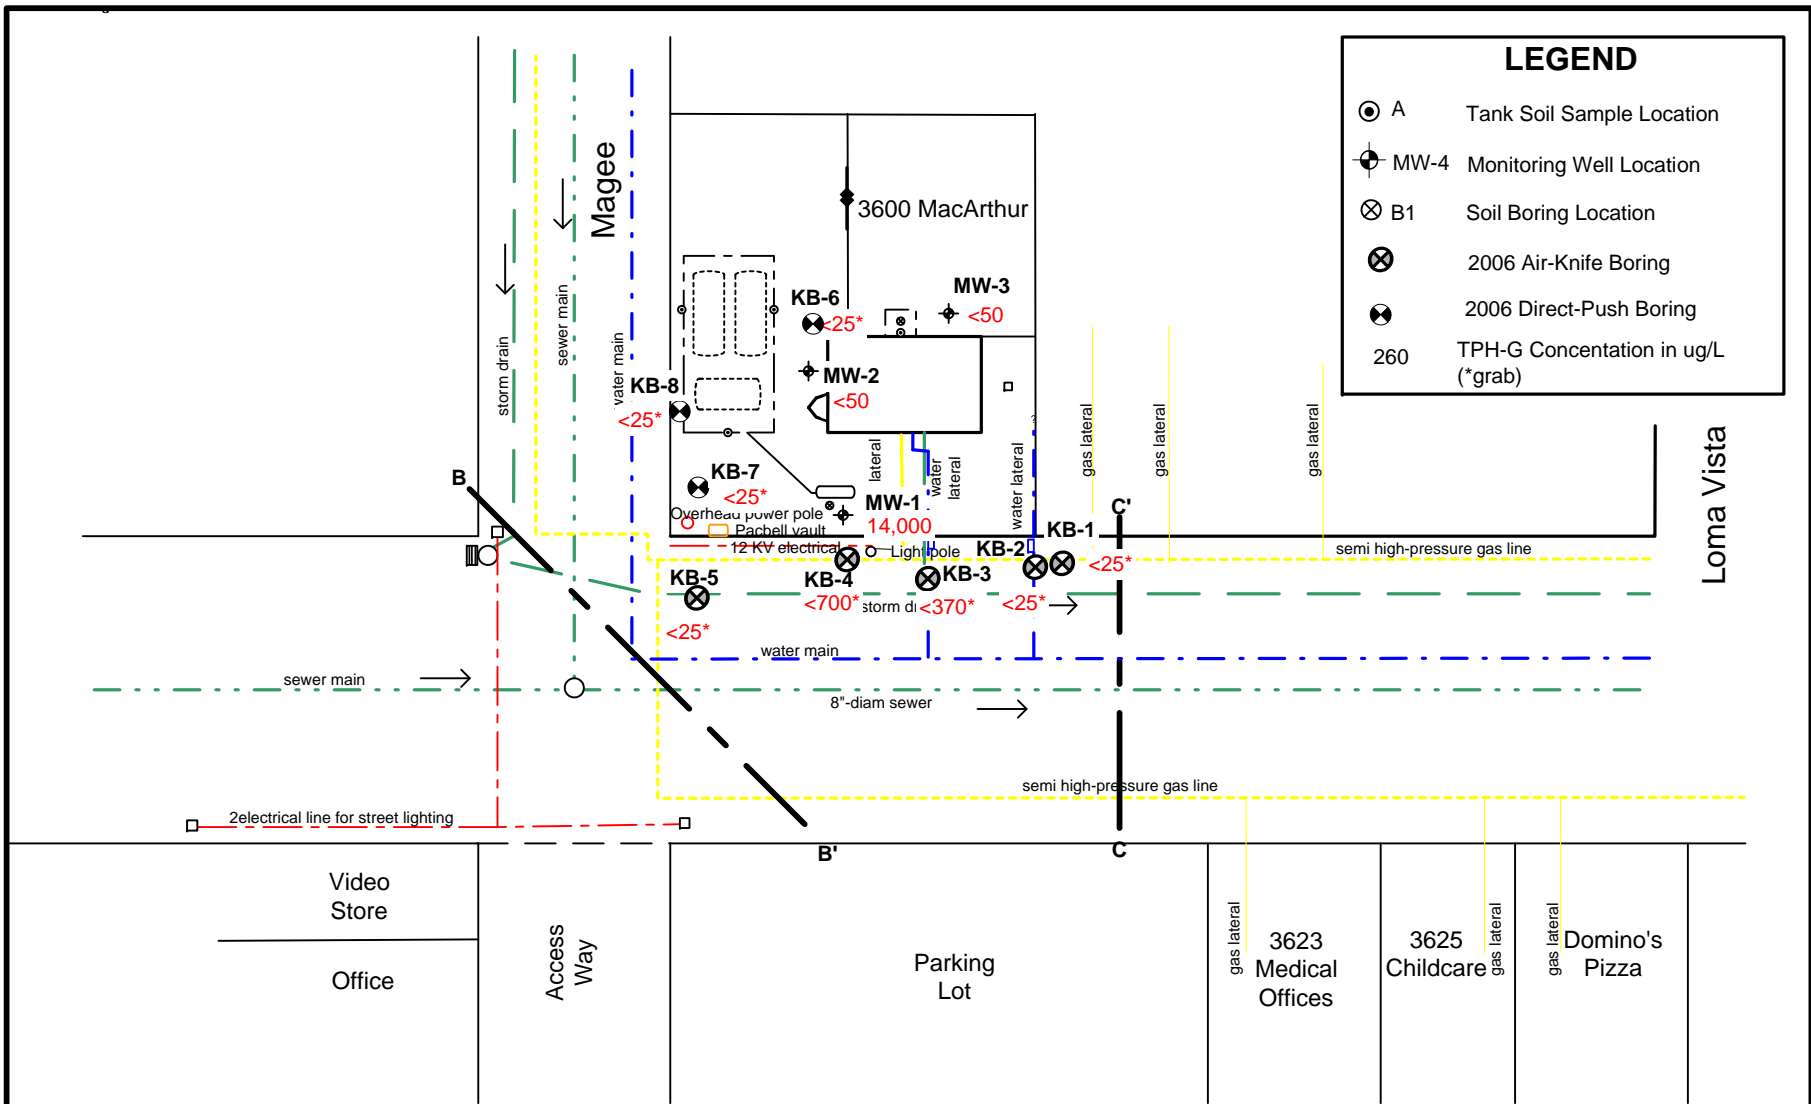 LEGEND
A Tank Soil Sample Location
MW-4 Monitoring Well Location
B1 Soil Boring Location
2006 Air-Knife Boring
2006 Direct-Push Boring
260 TPH-G Concentation in ug/L
(*grab)
Magee
3600 MacArthur
storm drain
sewer main
water main
KB-6
<25*
MW-3
<50
MW-2
<50
KB-8
<25*
KB-7
<25*
lateral
water
lateral
water lateral
gas lateral
gas lateral
gas lateral
Loma Vista
B
C'
MW-1
14,000
Overhead power pole
Pacbell vault
12 KV electrical
Light pole
KB-2
KB-1
<25*
semi high-pressure gas line
KB-5
<25*
KB-4
<700*
KB-3
<370*
<25*
storm dr
water main
sewer main
8"-diam sewer
semi high-pressure gas line
2electrical line for street lighting
B'
C
Video
Store
Office
Access
Way
Parking
Lot
gas lateral
3623
Medical
Offices
3625
Childcare
gas lateral
gas lateral
Domino's
Pizza